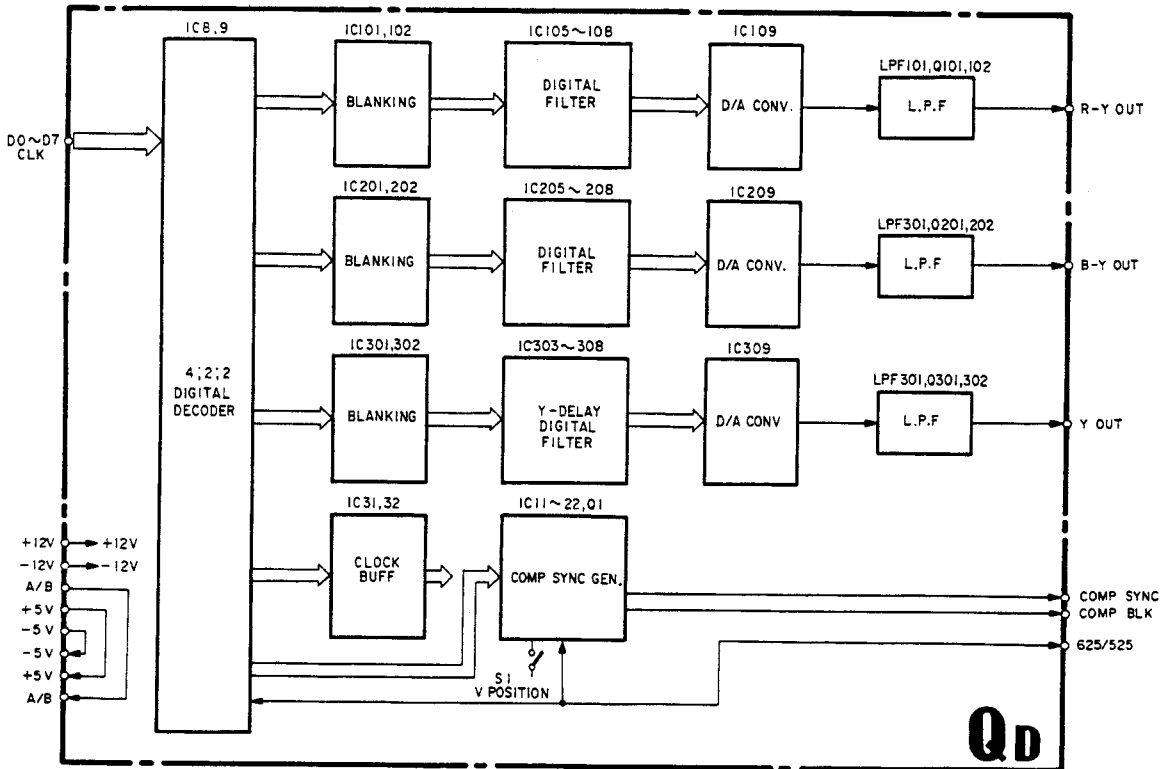 IC8,9
IC101,102
IC105~108
IC109
LPF101,Q101,102
D0~D7
CLK
BLANKING
DIGITAL
FILTER
D/A CONV.
L.P.F
R-Y OUT
IC201,202
IC205~208
IC209
LPF301,Q201,202
BLANKING
DIGITAL
FILTER
D/A CONV.
L.P.F
B-Y OUT
IC301,302
IC303~308
IC309
LPF301,Q301,302
4;2;2
DIGITAL
DECODER
BLANKING
Y-DELAY
DIGITAL
FILTER
D/A CONV
L.P.F
Y OUT
IC31,32
IC11~22,Q1
CLOCK
BUFF
COMP SYNC GEN.
COMP SYNC
COMP BLK
625/525
+12V +12V
-12V -12V
A/B
+5V
-5V
-5V
+5V
A/B
S1
V POSITION
QD